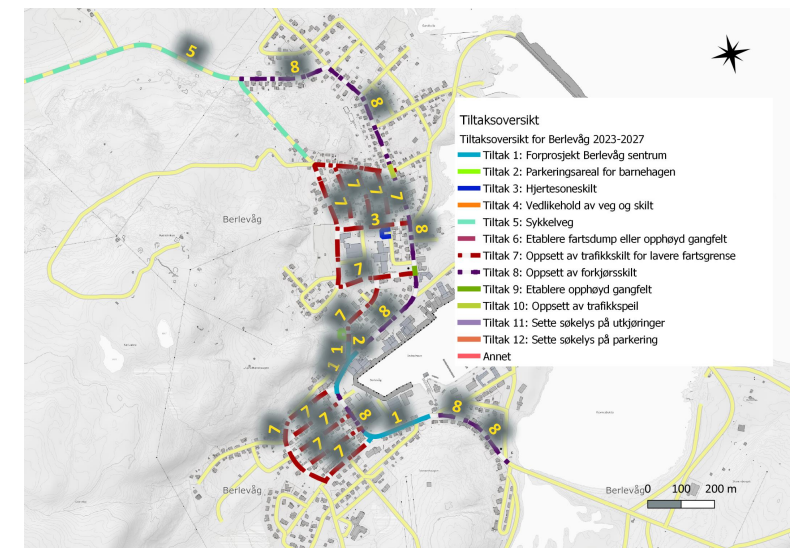 5
8
8
7
7
7
7
3
8
7
7
8
2
1
1
7
7
7
7
7
7
8
1
8
8
Berlevåg
Berlevåg
Berlevåg
Tiltaksoversikt
Tiltaksoversikt for Berlevåg 2023-2027
Tiltak 1: Forprosjekt Berlevåg sentrum
Tiltak 2: Parkeringsareal for barnehagen
Tiltak 3: Hjertesoneskilt
Tiltak 4: Vedlikehold av veg og skilt
Tiltak 5: Sykkelveg
Tiltak 6: Etablere fartsdump eller opphøyd gangfelt
Tiltak 7: Oppsett av trafikkskilt for lavere fartsgrense
Tiltak 8: Oppsett av forkjørsskilt
Tiltak 9: Etablere opphøyd gangfelt
Tiltak 10: Oppsett av trafikkspeil
Tiltak 11: Sette søkelys på utkjøringer
Tiltak 12: Sette søkelys på parkering
Annet
0 100 200 m